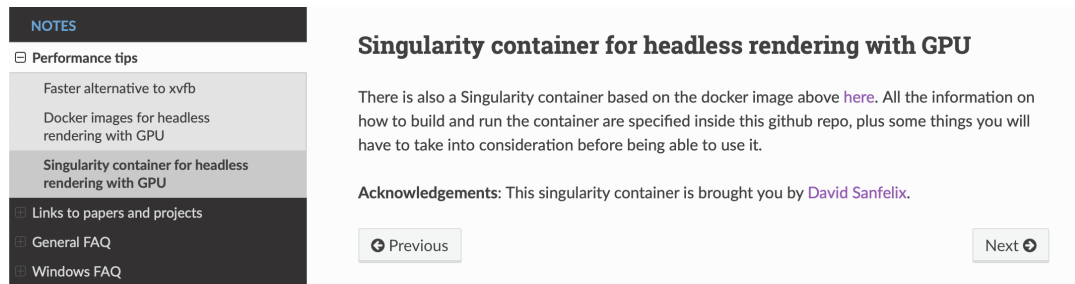 NOTES
Performance tips
Faster alternative to xvfb
Docker images for headless
rendering with GPU
Singularity container for headless
rendering with GPU
Links to papers and projects
General FAQ
Windows FAQ
Singularity container for headless rendering with GPU
There is also a Singularity container based on the docker image above here. All the information on
how to build and run the container are specified inside this github repo, plus some things you will
have to take into consideration before being able to use it.
Acknowledgements: This singularity container is brought you by David Sanfelix.
Previous
Next